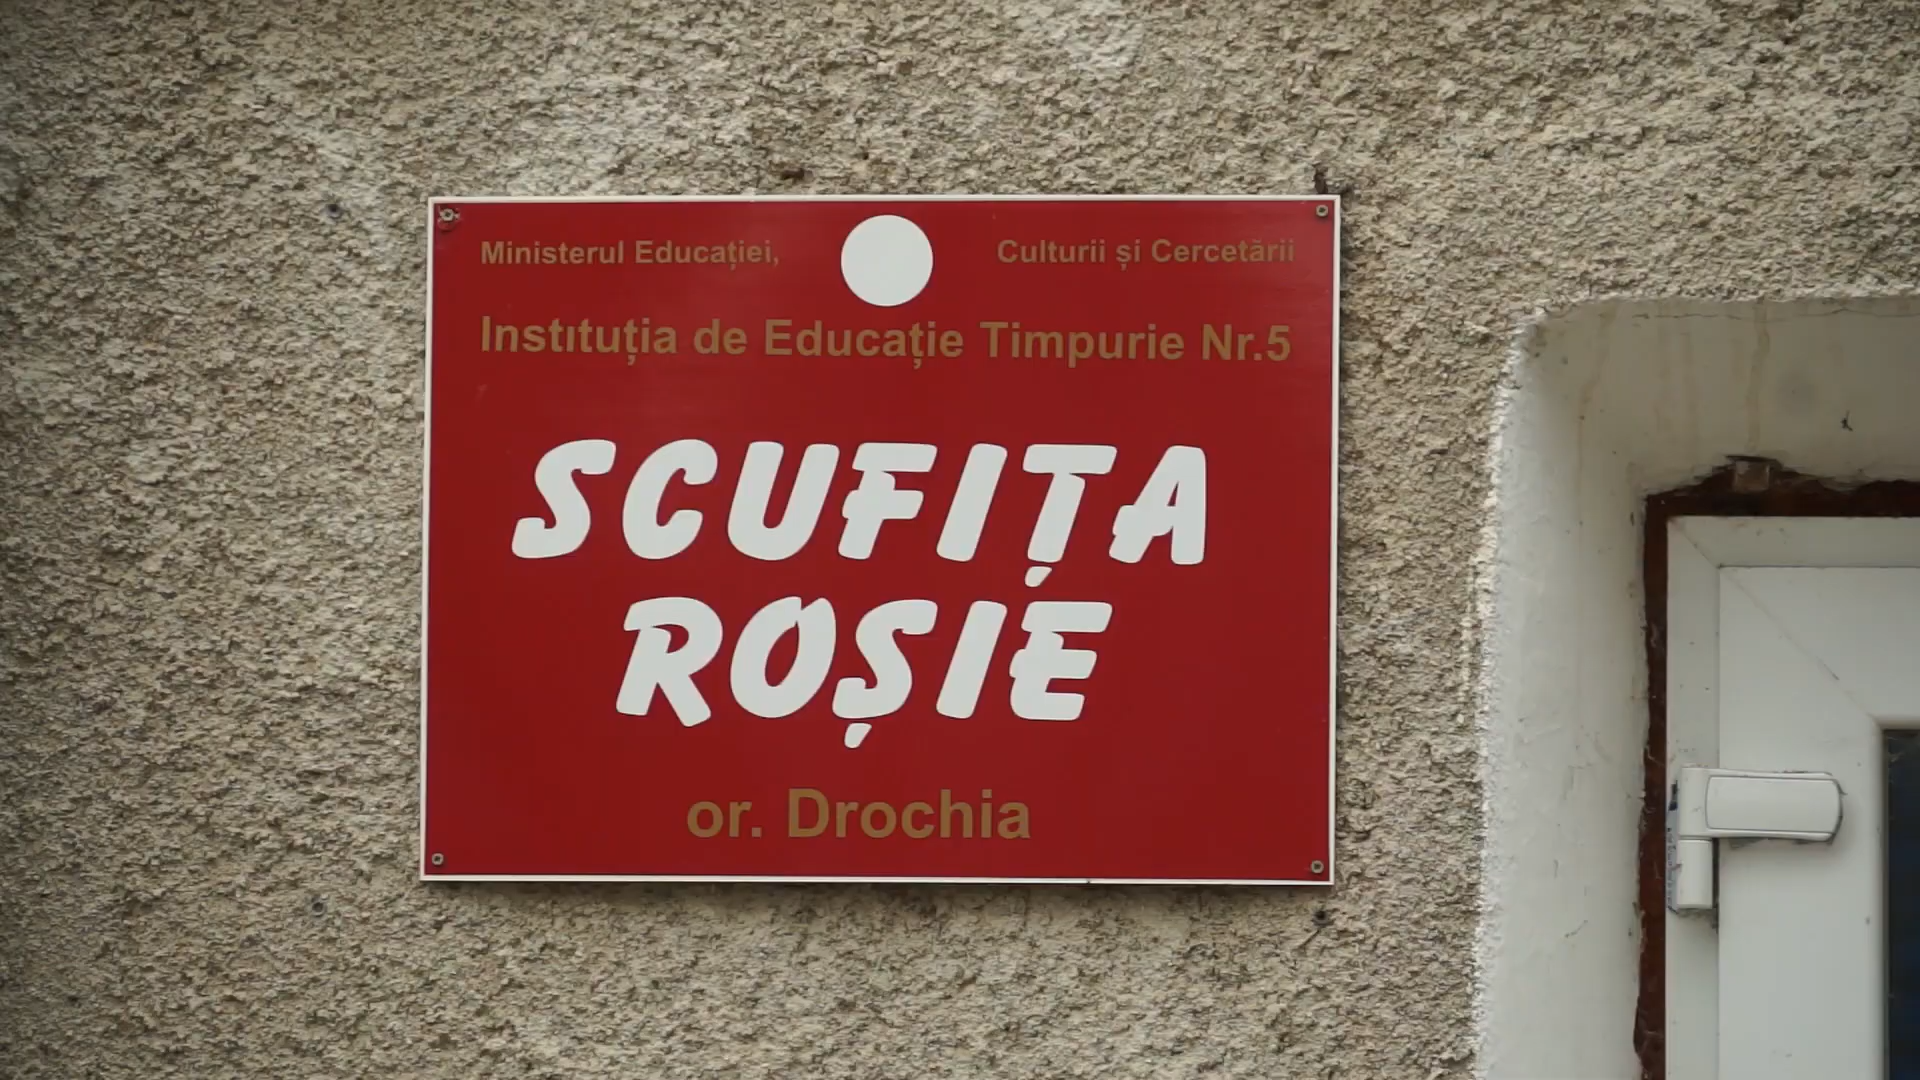 Ministerul Educației, Culturii și Cercetării
Instituția de Educație Timpurie Nr.5
SCUFIȚA
ROȘIE
or. Drochia